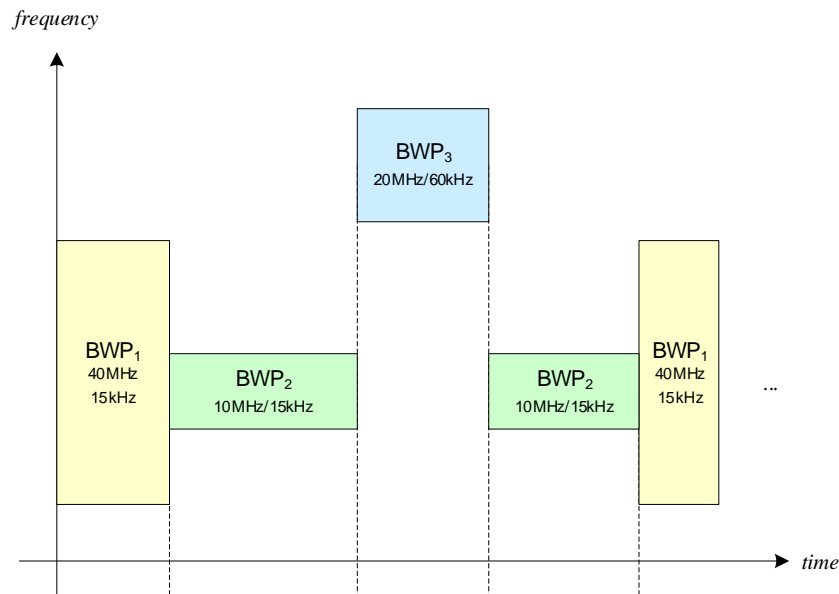 frequency
BWP₃
20MHz/60kHz
BWP₁
40MHz
15kHz
BWP₂
10MHz/15kHz
BWP₂
10MHz/15kHz
BWP₁
40MHz
15kHz
...
time